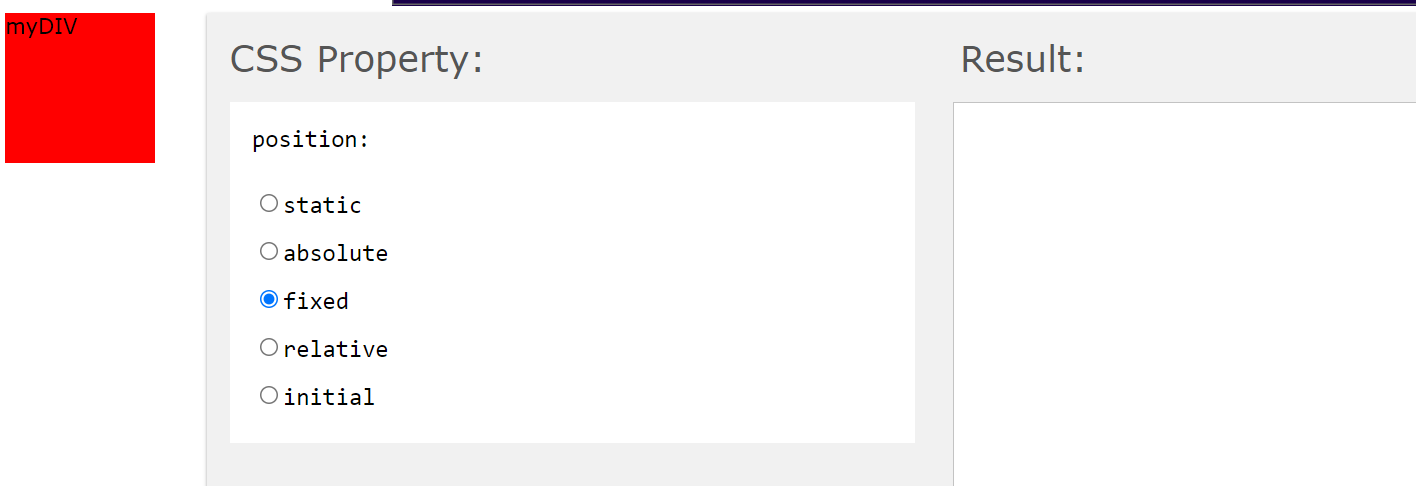 myDIV
CSS Property:
Result:
position:
static
absolute
fixed
relative
initial